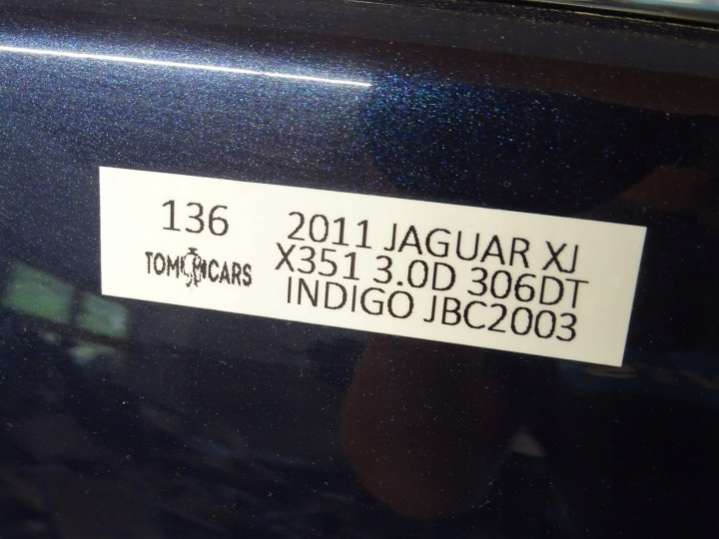 136
TOM CARS
2011 JAGUAR XJ
X351 3.0D 306DT
INDIGO JBC2003